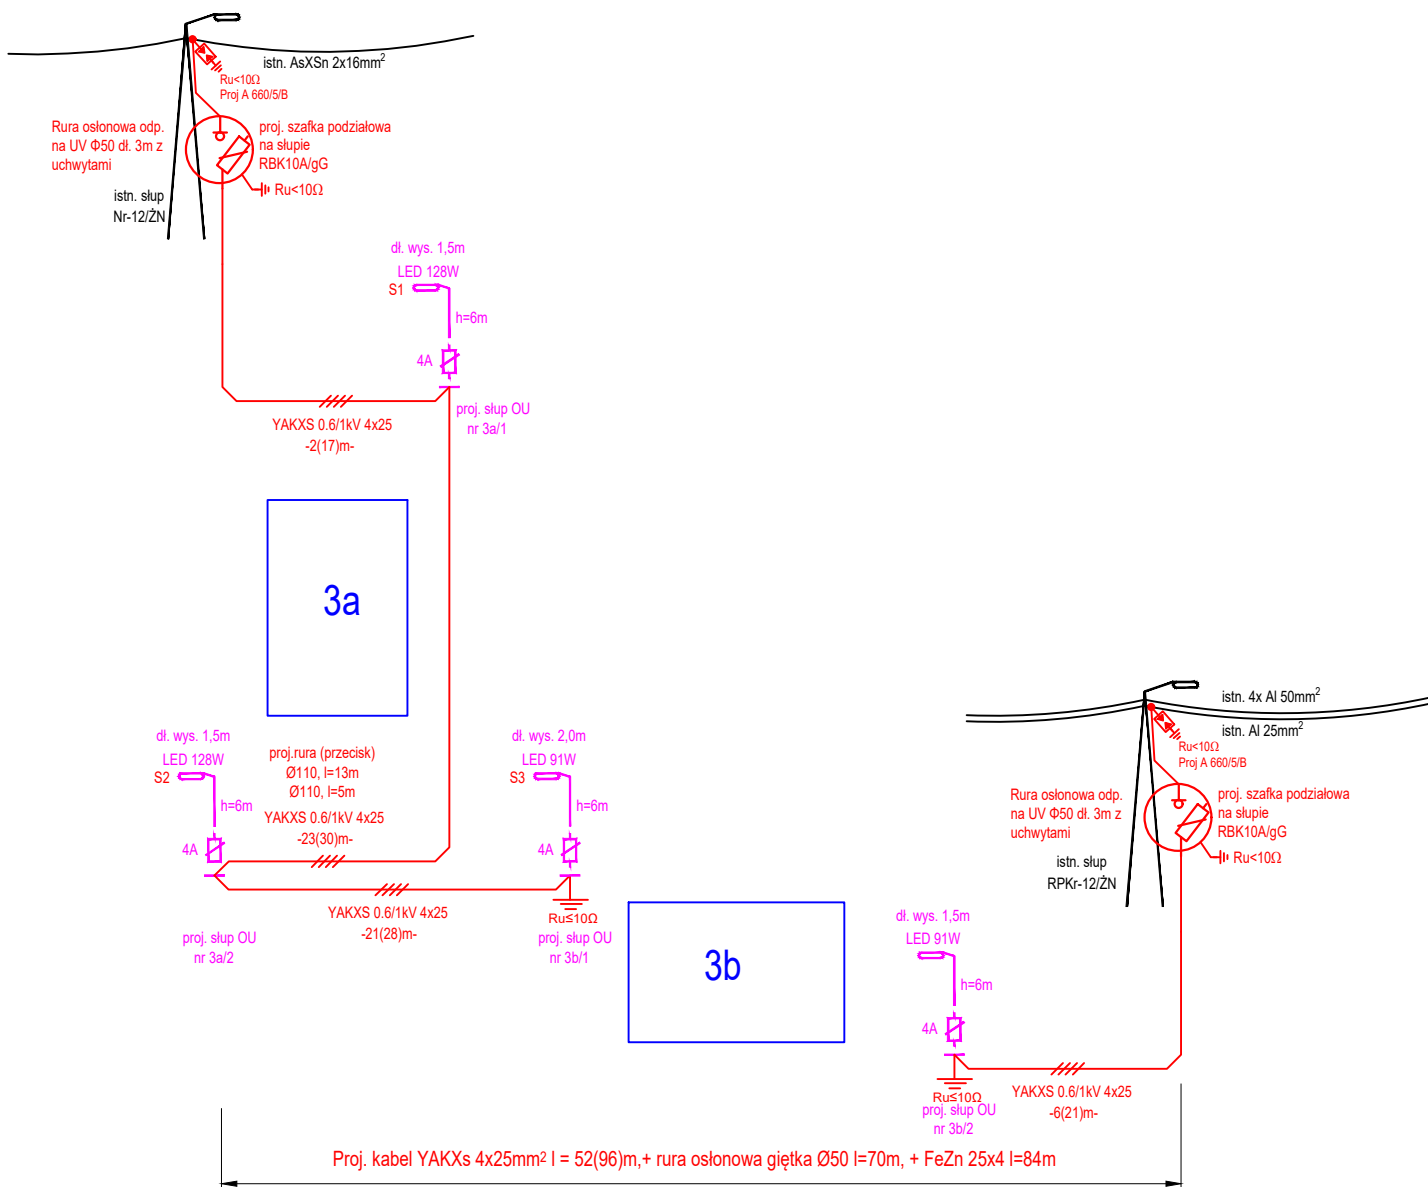 istn. AsXSn 2x16mm²
Ru<10Ω
Proj A 660/5/B
Rura osłonowa odp.
na UV Φ50 dł. 3m z
uchwytami
proj. szafka podziałowa
na słupie
RBK10A/gG
Ru<10Ω
istn. słup
Nr-12/ŻN
dł. wys. 1,5m
LED 128W
S1
h=6m
4A
proj. słup OU
nr 3a/1
YAKXS 0.6/1kV 4x25
-2(17)m-
3a
dł. wys. 1,5m
LED 128W
S2
h=6m
4A
proj. słup OU
nr 3a/2
proj.rura (przecisk)
Ø110, l=13m
Ø110, l=5m
YAKXS 0.6/1kV 4x25
-23(30)m-
YAKXS 0.6/1kV 4x25
-21(28)m-
dł. wys. 2,0m
LED 91W
S3
h=6m
4A
Ru≤10Ω
proj. słup OU
nr 3b/1
3b
istn. 4x Al 50mm²
istn. Al 25mm²
Ru<10Ω
Proj A 660/5/B
Rura osłonowa odp.
na UV Φ50 dł. 3m z
uchwytami
proj. szafka podziałowa
na słupie
RBK10A/gG
Ru<10Ω
istn. słup
RPKr-12/ŻN
dł. wys. 1,5m
LED 91W
h=6m
4A
Ru≤10Ω
proj. słup OU
nr 3b/2
YAKXS 0.6/1kV 4x25
-6(21)m-
Proj. kabel YAKXs 4x25mm² l = 52(96)m,+ rura osłonowa giętka Ø50 l=70m, + FeZn 25x4 l=84m